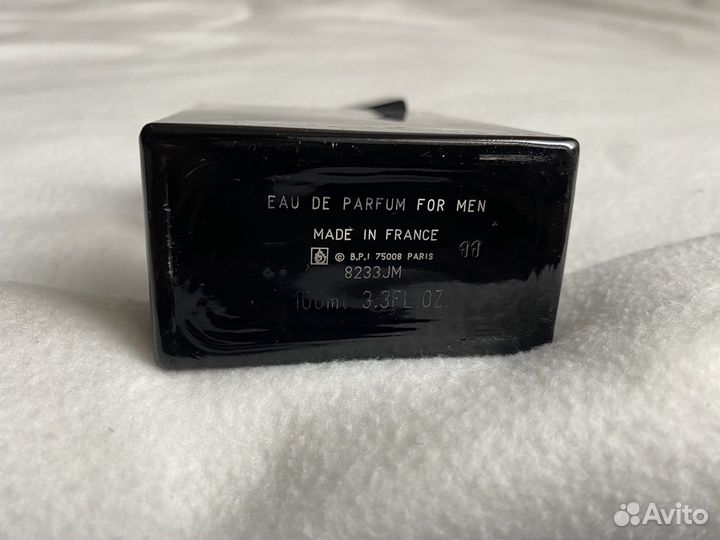 EAU DE PARFUM FOR MEN
MADE IN FRANCE
© B.P.I 75008 PARIS
8233JM
100ml 3.3FL OZ
Avito